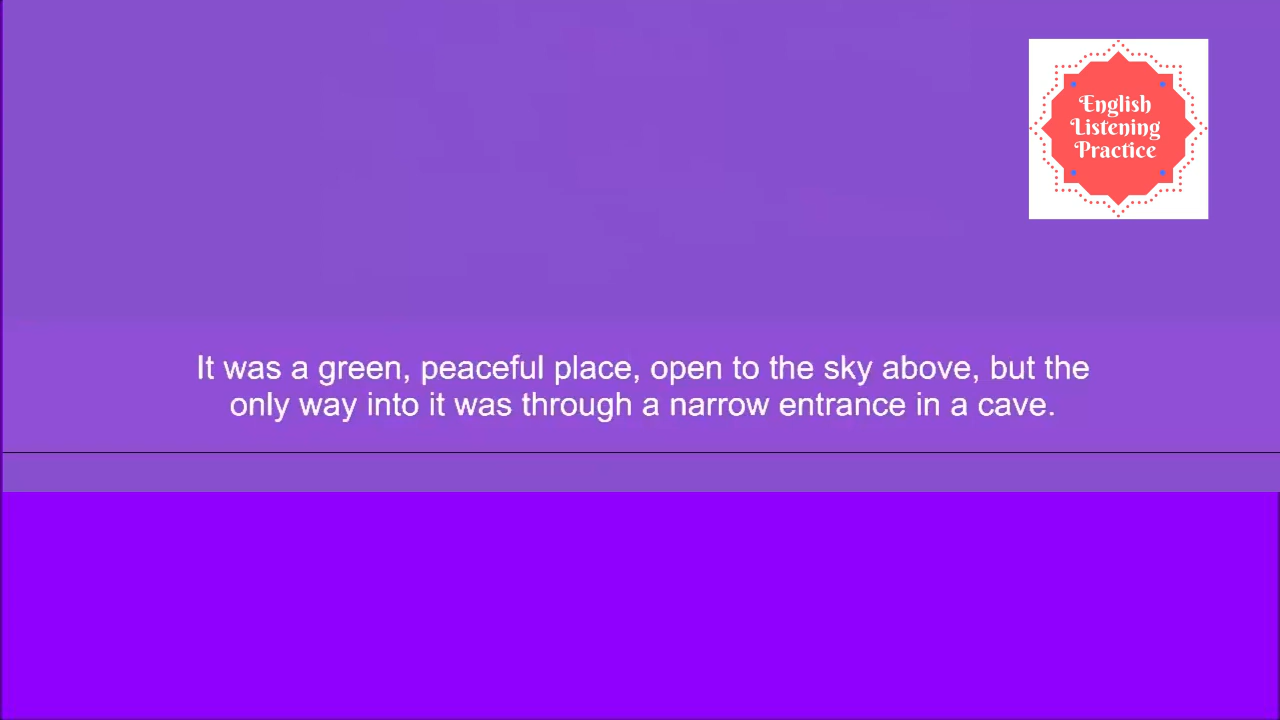 English
Listening
Practice
It was a green, peaceful place, open to the sky above, but the
only way into it was through a narrow entrance in a cave.